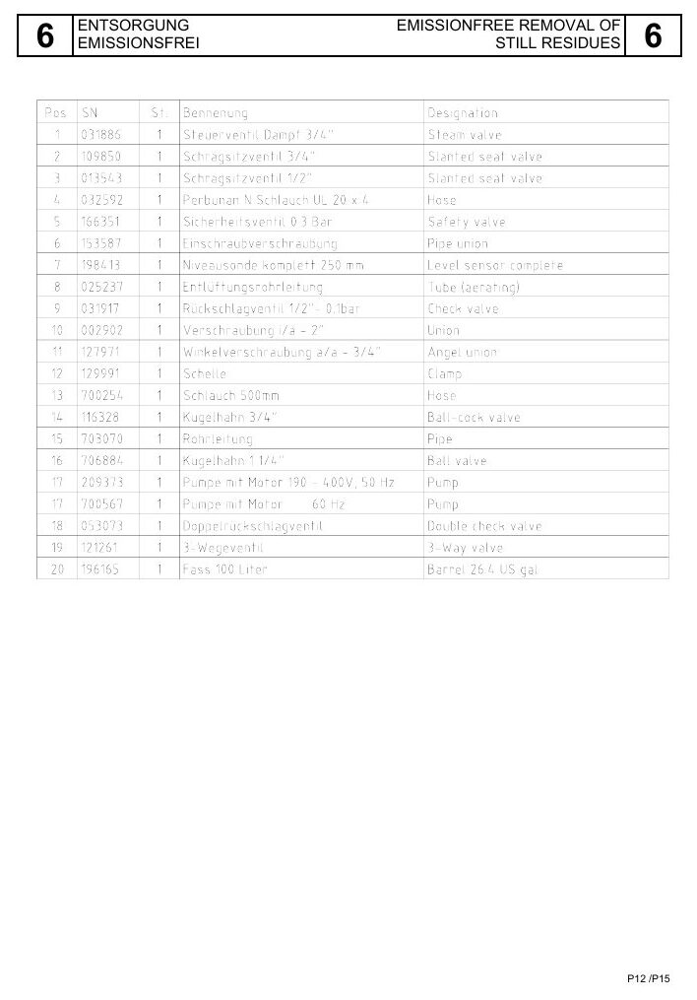 6 ENTSORGUNG EMISSIONFREE REMOVAL OF 6
EMISSIONSFREI STILL RESIDUES
Pos SN St. Bennenung Designation
1 031886 1 Steuerventil Dampf 3/4" Steam valve
2 109850 1 Schrägsitzventil 3/4" Slanted seat valve
3 013543 1 Schrägsitzventil 1/2" Slanted seat valve
4 032592 1 Perbunan N Schlauch UL 20 x 4 Hose
5 166351 1 Sicherheitsventil 0.3 Bar Safety valve
6 153587 1 Einschraubverschraubung Pipe union
7 198413 1 Niveausonde komplett 250 mm Level sensor complete
8 025237 1 Entlüftungsrohrleitung Tube (aerating)
9 031917 1 Rückschlagventil 1/2"- 0.1bar Check valve
10 002902 1 Verschraubung i/a - 2" Union
11 127971 1 Winkelverschraubung a/a - 3/4" Angel union
12 129991 1 Schelle Clamp
13 700254 1 Schlauch 500mm Hose
14 116328 1 Kugelhahn 3/4" Ball-cock valve
15 703070 1 Rohrleitung Pipe
16 706884 1 Kugelhahn 1 1/4" Ball valve
17 209373 1 Pumpe mit Motor 190 - 400V, 50 Hz Pump
17 700567 1 Pumpe mit Motor 60 Hz Pump
18 053073 1 Doppelrückschlagventil Double check valve
19 121261 1 3-Wegeventil 3-Way valve
20 196165 1 Fass 100 Liter Barrel 26.4 US gal
P12 /P15